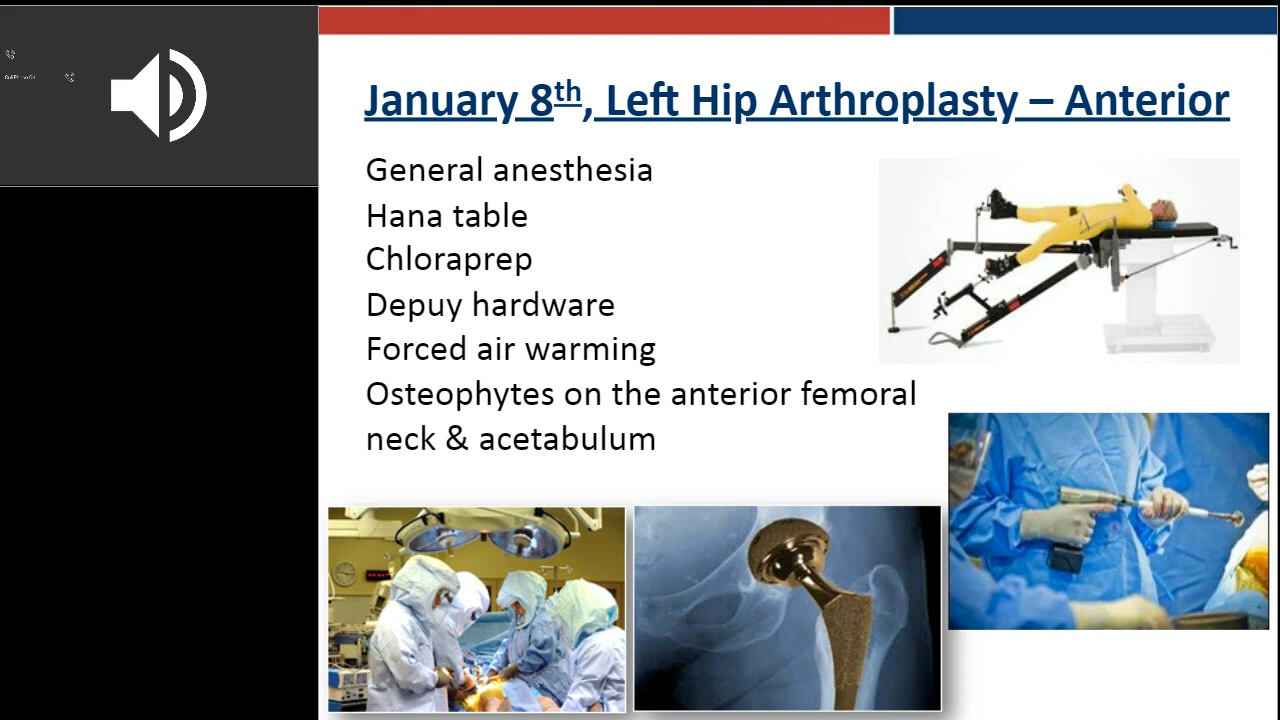 January 8th, Left Hip Arthroplasty – Anterior
General anesthesia
Hana table
Chloraprep
Depuy hardware
Forced air warming
Osteophytes on the anterior femoral
neck & acetabulum